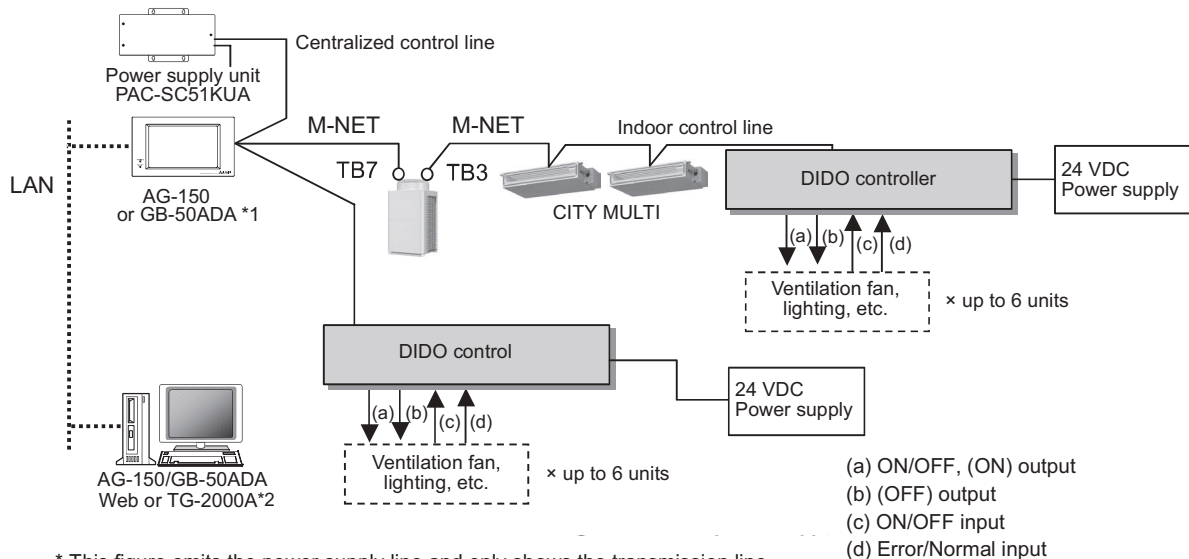 Centralized control line
Power supply unit
PAC-SC51KUA
M-NET
M-NET
Indoor control line
LAN
TB7
TB3
DIDO controller
24 VDC
Power supply
AG-150
or GB-50ADA *1
CITY MULTI
(a)
(b)
(c)
(d)
Ventilation fan,
lighting, etc.
× up to 6 units
DIDO control
24 VDC
Power supply
(a)
(b)
(c)
(d)
Ventilation fan,
lighting, etc.
× up to 6 units
AG-150/GB-50ADA
Web or TG-2000A*2
(a) ON/OFF, (ON) output
(b) (OFF) output
(c) ON/OFF input
(d) Error/Normal input
* This figure omits the power supply line and only shows the transmission line